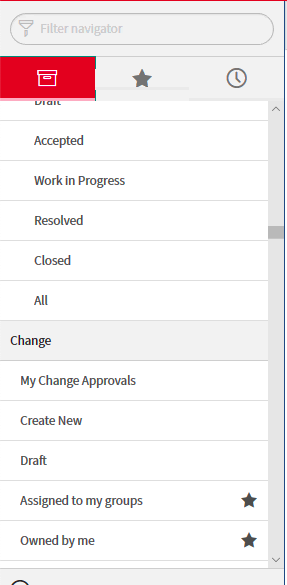 Filter navigator
Draft
Accepted
Work in Progress
Resolved
Closed
All
Change
My Change Approvals
Create New
Draft
Assigned to my groups
Owned by me